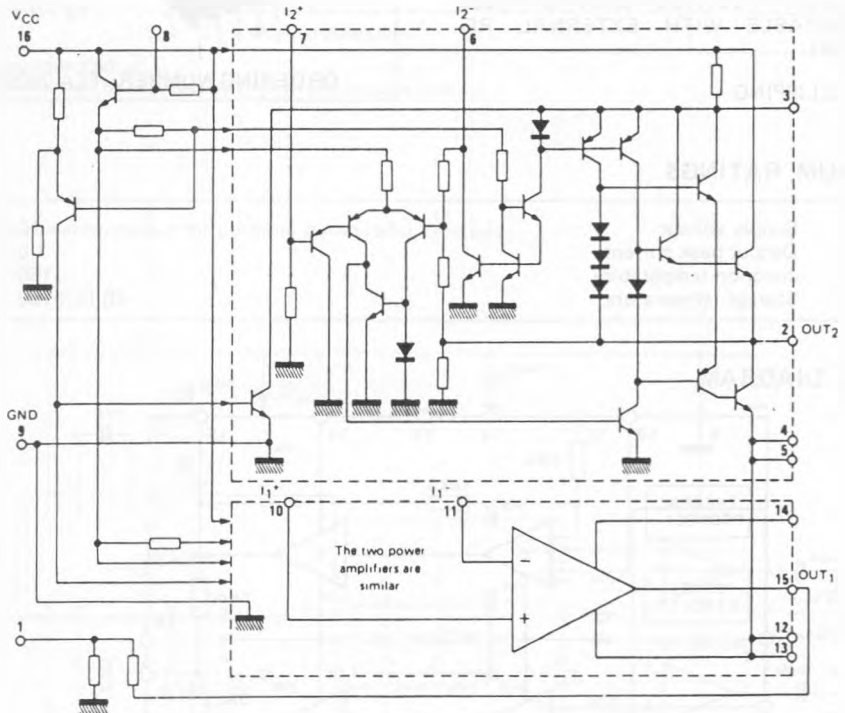 VCC
16
8
I2+
7
I2-
6
3
2
OUT2
GND
9
4
5
I1+
10
I1-
11
14
The two power
amplifiers are
similar
-
+
15
OUT1
1
12
13